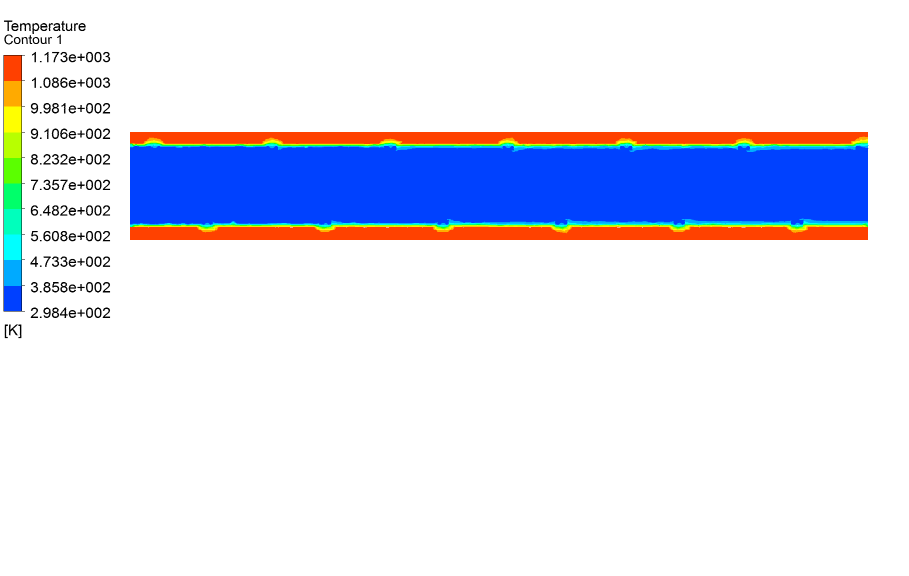 Temperature
Contour 1
1.173e+003
1.086e+003
9.981e+002
9.106e+002
8.232e+002
7.357e+002
6.482e+002
5.608e+002
4.733e+002
3.858e+002
2.984e+002
[K]